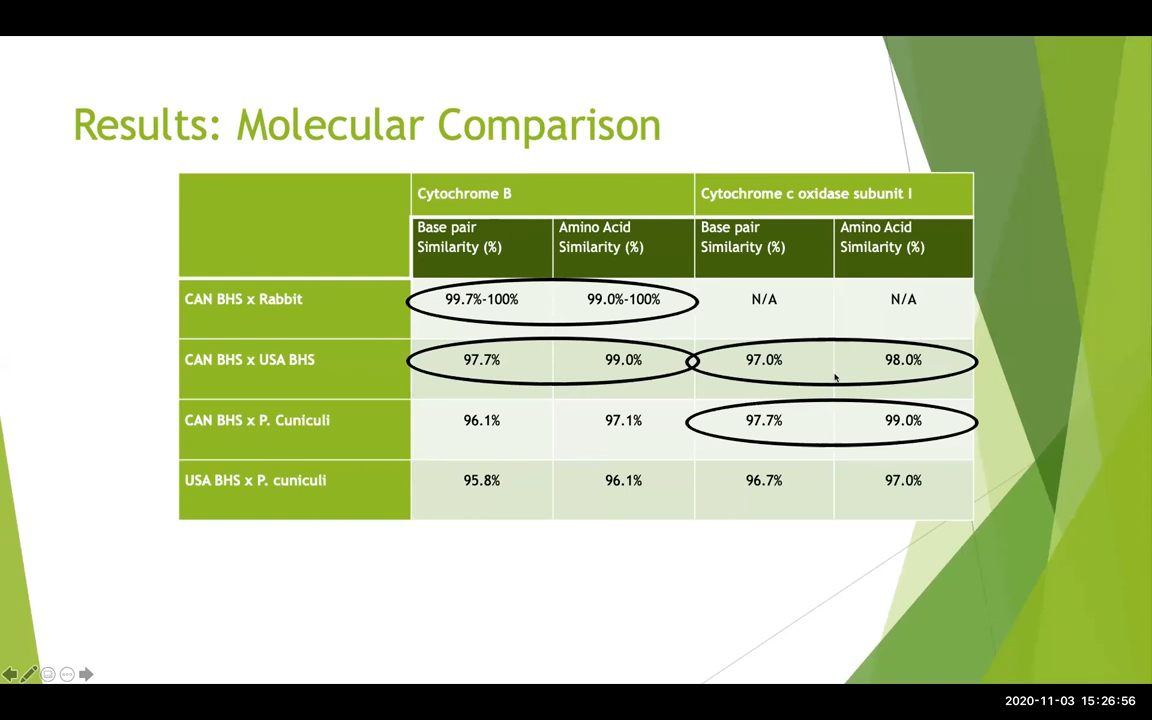 Results: Molecular Comparison
Cytochrome B Cytochrome c oxidase subunit I
Base pair Similarity (%) Amino Acid Similarity (%) Base pair Similarity (%) Amino Acid Similarity (%)
CAN BHS x Rabbit 99.7%-100% 99.0%-100% N/A N/A
CAN BHS x USA BHS 97.7% 99.0% 97.0% 98.0%
CAN BHS x P. Cuniculi 96.1% 97.1% 97.7% 99.0%
USA BHS x P. cuniculi 95.8% 96.1% 96.7% 97.0%
2020-11-03 15:26:56